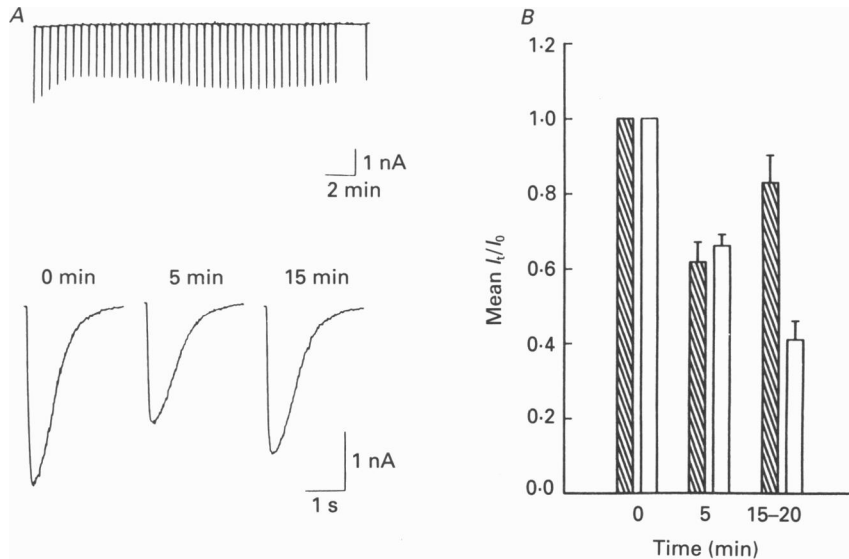 A
1 nA
2 min
0 min
5 min
15 min
1 nA
1 s
B
1·2
1·0
0·8
0·6
0·4
0·2
0·0
Mean It/I0
0
5
15–20
Time (min)